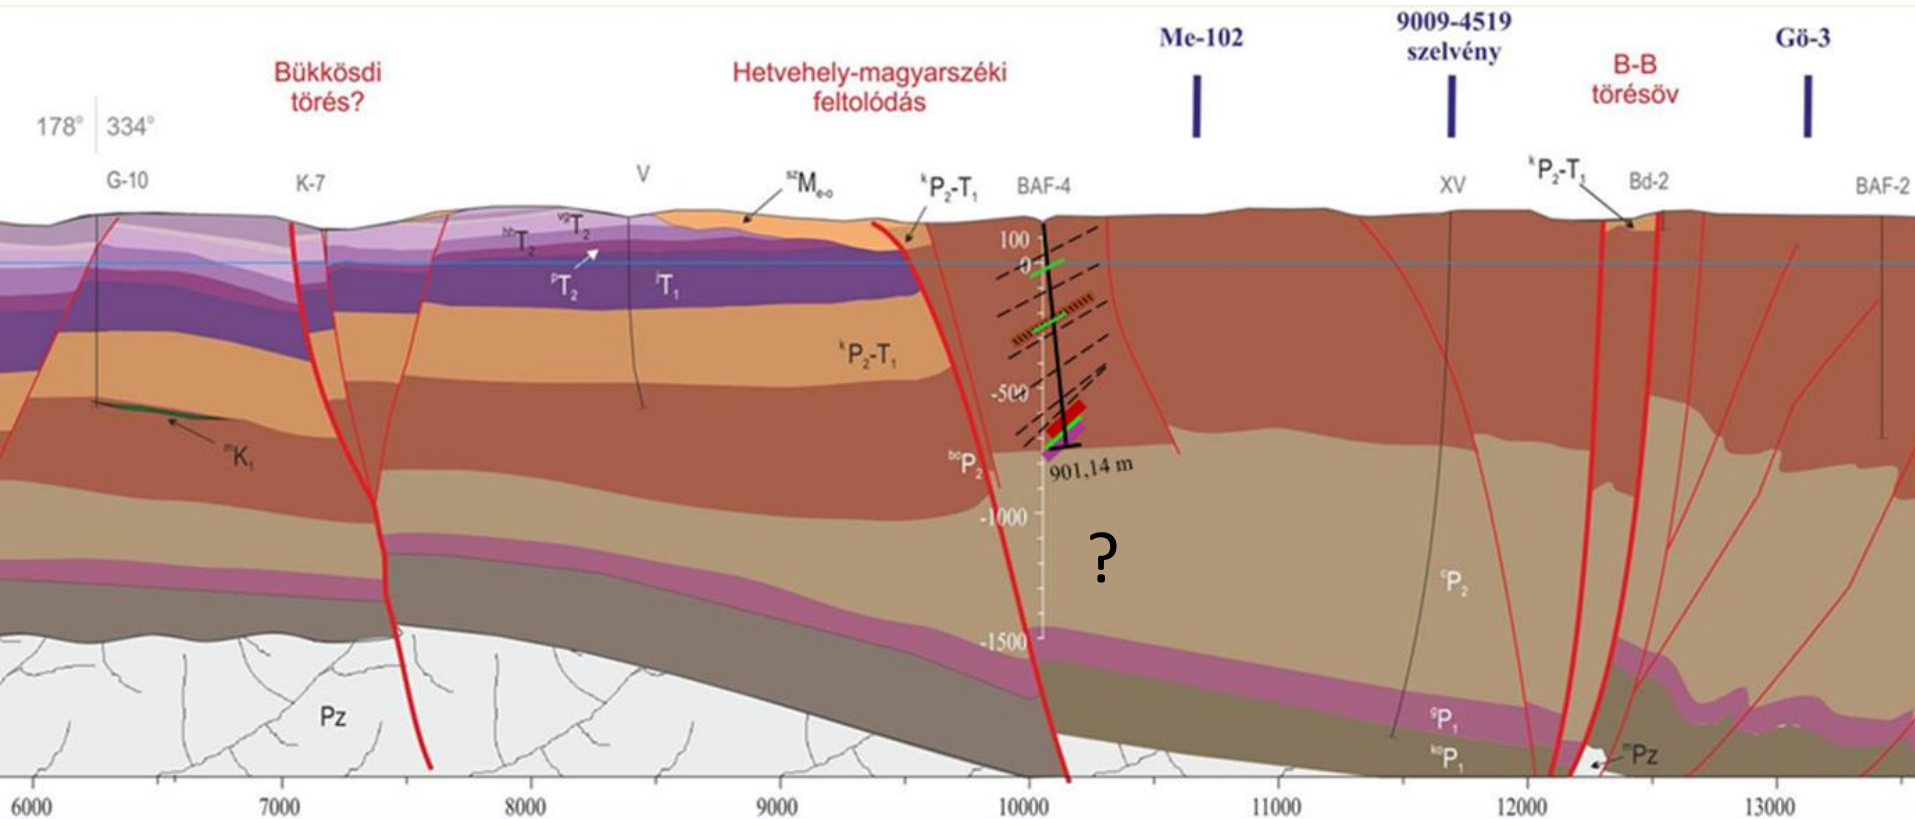 Me-102
9009-4519
szelvény
Gö-3
Bükkösdi
törés?
Hetvehely-magyarszéki
feltolódás
B-B
törésöv
178° 334°
G-10
K-7
V
szMe-o
kP2-T1
BAF-4
XV
kP2-T1
Bd-2
BAF-2
vgT2
hbT2
pT2
jT1
100
0
kP2-T1
-500
mK1
boP2
901,14 m
-1000
?
cP2
-1500
Pz
gP1
koP1
mPz
6000 7000 8000 9000 10000 11000 12000 13000